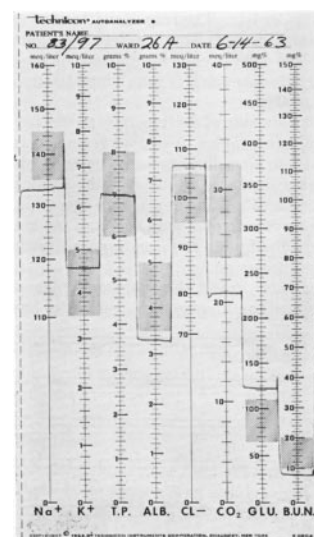 Technicon AUTOANALYZER
PATIENT'S NAME
NO. 83/97 WARD 26A DATE 6-14-63
meq/liter meq/liter grams % grams % meq/liter meq/liter mg% mg%
160 10 10 10 130 40 500 150
150 140 130 120 110 0
9 8 7 6 5 4 3 2 1 0
9 8 7 6 5 4 3 2 1 0
9 8 7 6 5 4 3 2 1 0
120 110 100 90 80 70 0
30 20 10 0
450 400 350 300 250 200 150 100 50 0
140 130 120 110 100 90 80 70 60 50 40 30 20 10 0
Na+ K+ T.P. ALB. CL- CO2 GLU. B.U.N.